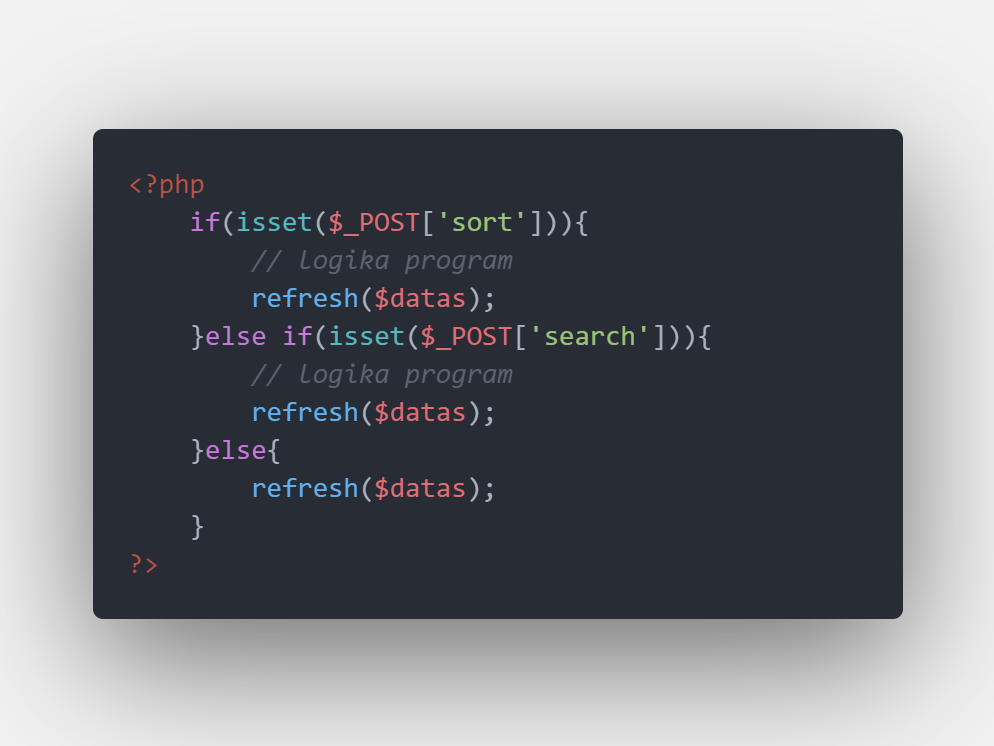 <?php
    if(isset($_POST['sort'])){
        // logika program
        refresh($datas);
    }else if(isset($_POST['search'])){
        // logika program
        refresh($datas);
    }else{
        refresh($datas);
    }
?>